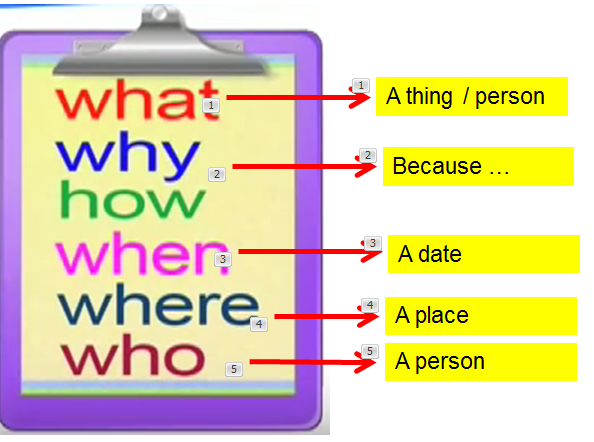 what 1 1 A thing / person
why 2 2 Because ...
how
when 3 3 A date
where 4 4 A place
who 5 5 A person